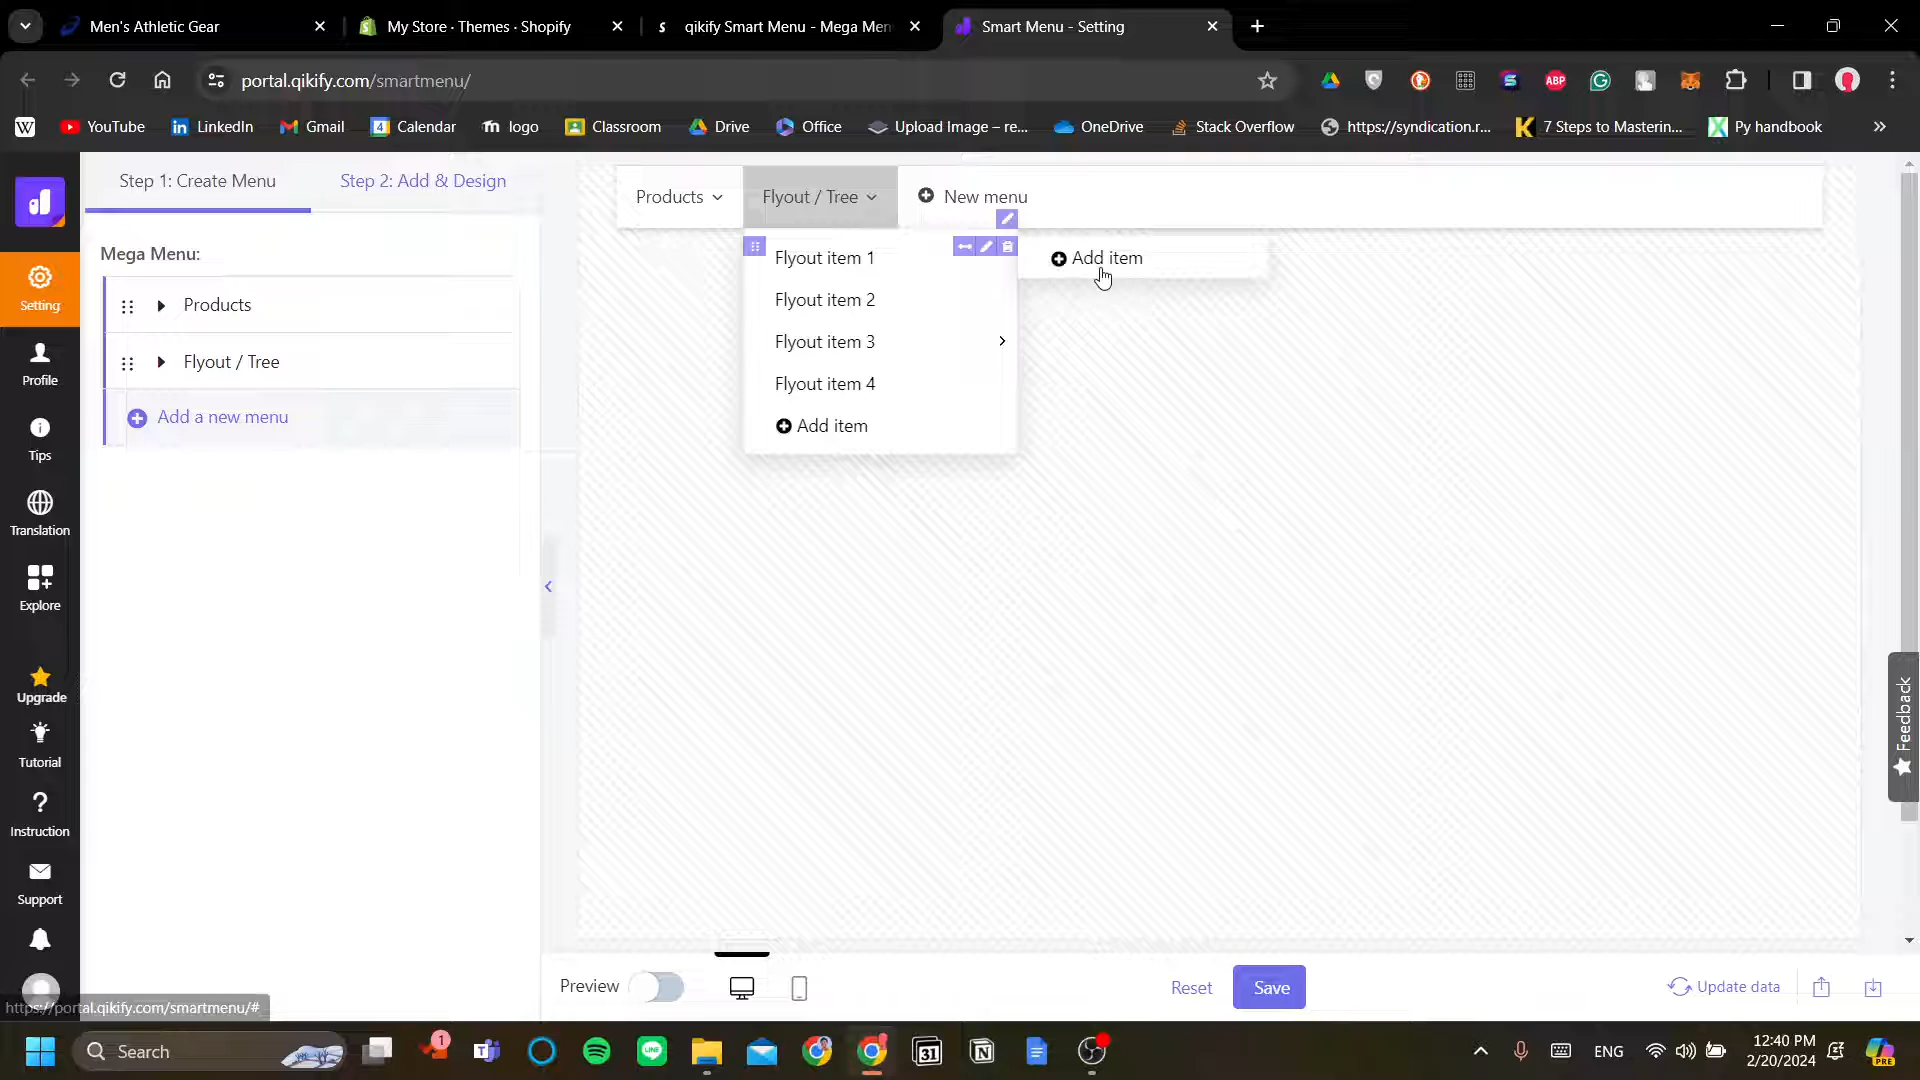 Men's Athletic Gear
My Store · Themes · Shopify
qikify Smart Menu - Mega Men
Smart Menu - Setting
portal.qikify.com/smartmenu/
YouTube
LinkedIn
Gmail
Calendar
logo
Classroom
Drive
Office
Upload Image – re...
OneDrive
Stack Overflow
https://syndication.r...
7 Steps to Masterin...
Py handbook
Step 1: Create Menu
Step 2: Add & Design
Products
Flyout / Tree
New menu
Mega Menu:
Products
Flyout / Tree
Add a new menu
Flyout item 1
Flyout item 2
Flyout item 3
Flyout item 4
Add item
Add item
Setting
Profile
Tips
Translation
Explore
Upgrade
Tutorial
Instruction
Support
Feedback
Preview
Reset
Save
Update data
https://portal.qikify.com/smartmenu/#
Search
1
31
ENG
12:40 PM
2/20/2024
PRE
ABP